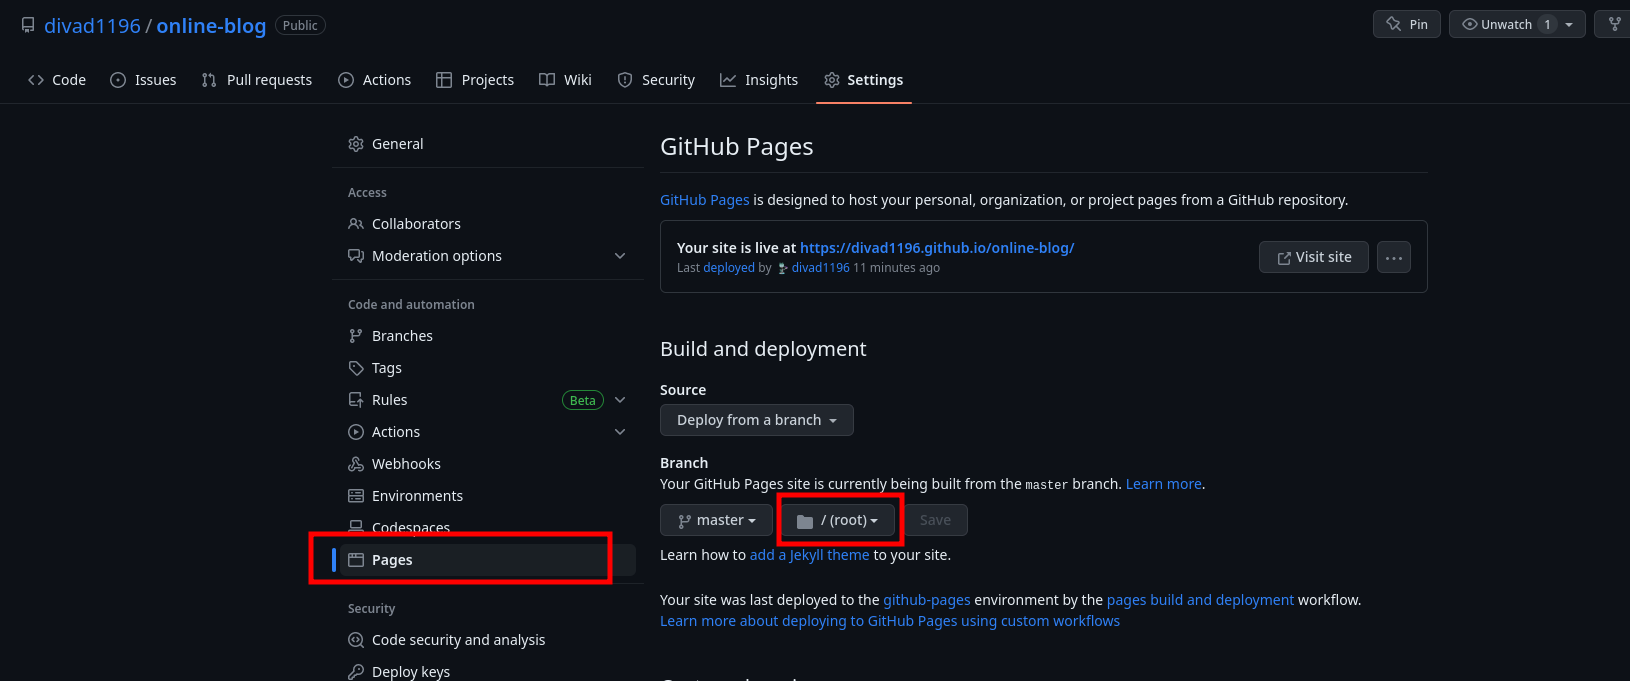 divad1196 / online-blog Public
Pin
Unwatch 1
Code Issues Pull requests Actions Projects Wiki Security Insights Settings
General
Access
Collaborators
Moderation options
Code and automation
Branches
Tags
Rules Beta
Actions
Webhooks
Environments
Codespaces
Pages
Security
Code security and analysis
Deploy keys
GitHub Pages
GitHub Pages is designed to host your personal, organization, or project pages from a GitHub repository.
Your site is live at https://divad1196.github.io/online-blog/
Last deployed by divad1196 11 minutes ago
Visit site
Build and deployment
Source
Deploy from a branch
Branch
Your GitHub Pages site is currently being built from the master branch. Learn more.
master / (root) Save
Learn how to add a Jekyll theme to your site.
Your site was last deployed to the github-pages environment by the pages build and deployment workflow.
Learn more about deploying to GitHub Pages using custom workflows